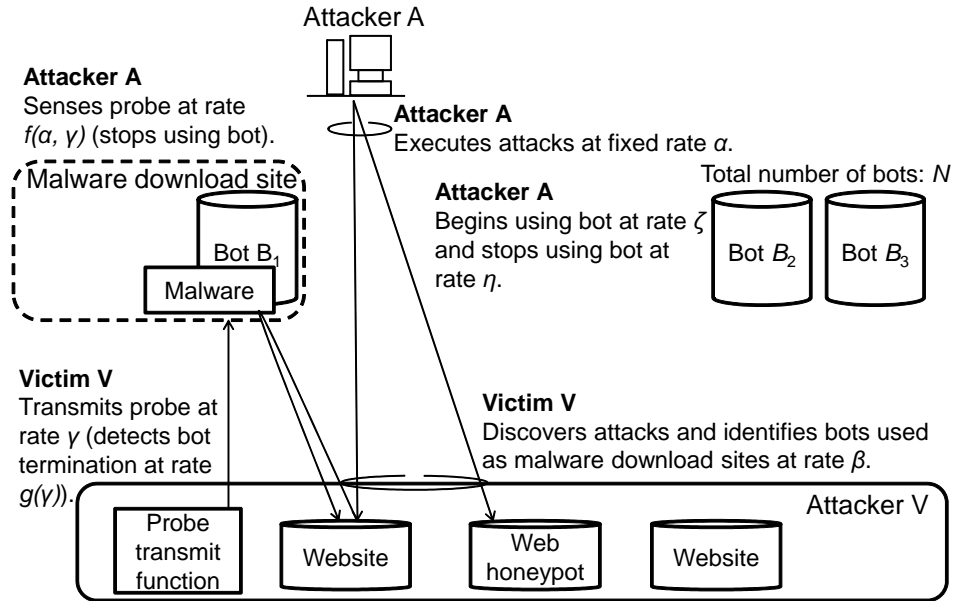 Attacker A
Attacker A
Senses probe at rate
f(α, γ) (stops using bot).
Attacker A
Executes attacks at fixed rate α.
Malware download site
Bot B1
Malware
Attacker A
Begins using bot at rate ζ
and stops using bot at
rate η.
Total number of bots: N
Bot B2
Bot B3
Victim V
Transmits probe at
rate γ (detects bot
termination at rate
g(γ)).
Victim V
Discovers attacks and identifies bots used
as malware download sites at rate β.
Attacker V
Probe
transmit
function
Website
Web
honeypot
Website